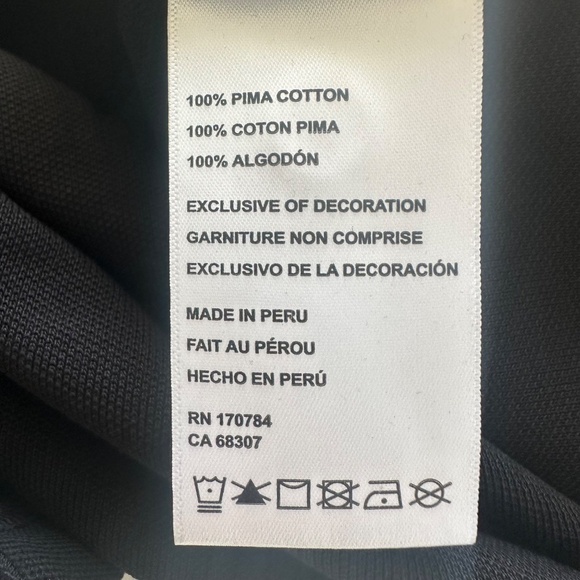 100% PIMA COTTON
100% COTON PIMA
100% ALGODÓN
EXCLUSIVE OF DECORATION
GARNITURE NON COMPRISE
EXCLUSIVO DE LA DECORACIÓN
MADE IN PERU
FAIT AU PÉROU
HECHO EN PERÚ
RN 170784
CA 68307